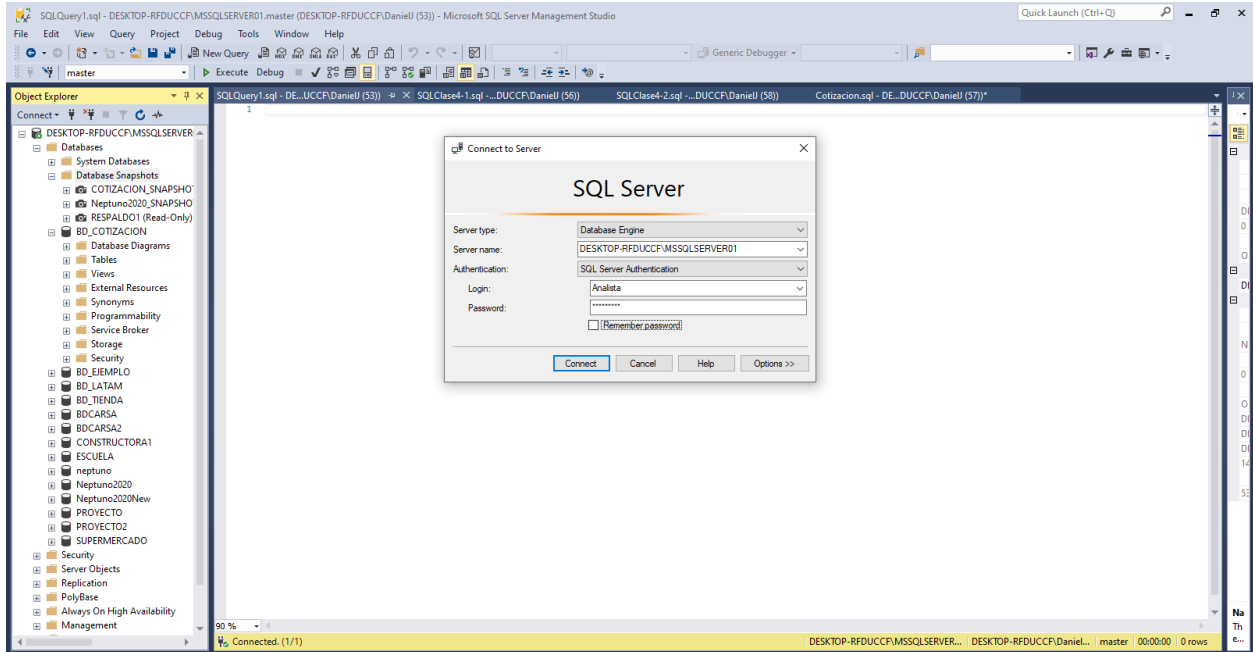 SQLQuery1.sql - DESKTOP-RFDUCCF\MSSQLSERVER01.master (DESKTOP-RFDUCCF\DanielJ (53)) - Microsoft SQL Server Management Studio
Quick Launch (Ctrl+Q)
File Edit View Query Project Debug Tools Window Help
New Query
Generic Debugger
master
Execute Debug
Object Explorer
SQLQuery1.sql - DE...UCCF\DanielJ (53))
SQLClase4-1.sql -...DUCCF\DanielJ (56))
SQLClase4-2.sql -...DUCCF\DanielJ (58))
Cotizacion.sql - DE...DUCCF\DanielJ (57))*
Connect
1
DESKTOP-RFDUCCF\MSSQLSERVER
Databases
System Databases
Database Snapshots
COTIZACION_SNAPSHO
Neptuno2020_SNAPSHO
RESPALDO1 (Read-Only)
BD_COTIZACION
Database Diagrams
Tables
Views
External Resources
Synonyms
Programmability
Service Broker
Storage
Security
BD_EJEMPLO
BD_LATAM
BD_TIENDA
BDCARSA
BDCARSA2
CONSTRUCTORA1
ESCUELA
neptuno
Neptuno2020
Neptuno2020New
PROYECTO
PROYECTO2
SUPERMERCADO
Security
Server Objects
Replication
PolyBase
Always On High Availability
Management
Connect to Server
SQL Server
Server type: Database Engine
Server name: DESKTOP-RFDUCCF\MSSQLSERVER01
Authentication: SQL Server Authentication
Login: Analista
Password: *********
Remember password
Connect Cancel Help Options >>
90 %
Connected. (1/1)
DESKTOP-RFDUCCF\MSSQLSERVER... DESKTOP-RFDUCCF\Daniel... master 00:00:00 0 rows
Na
Th
e...